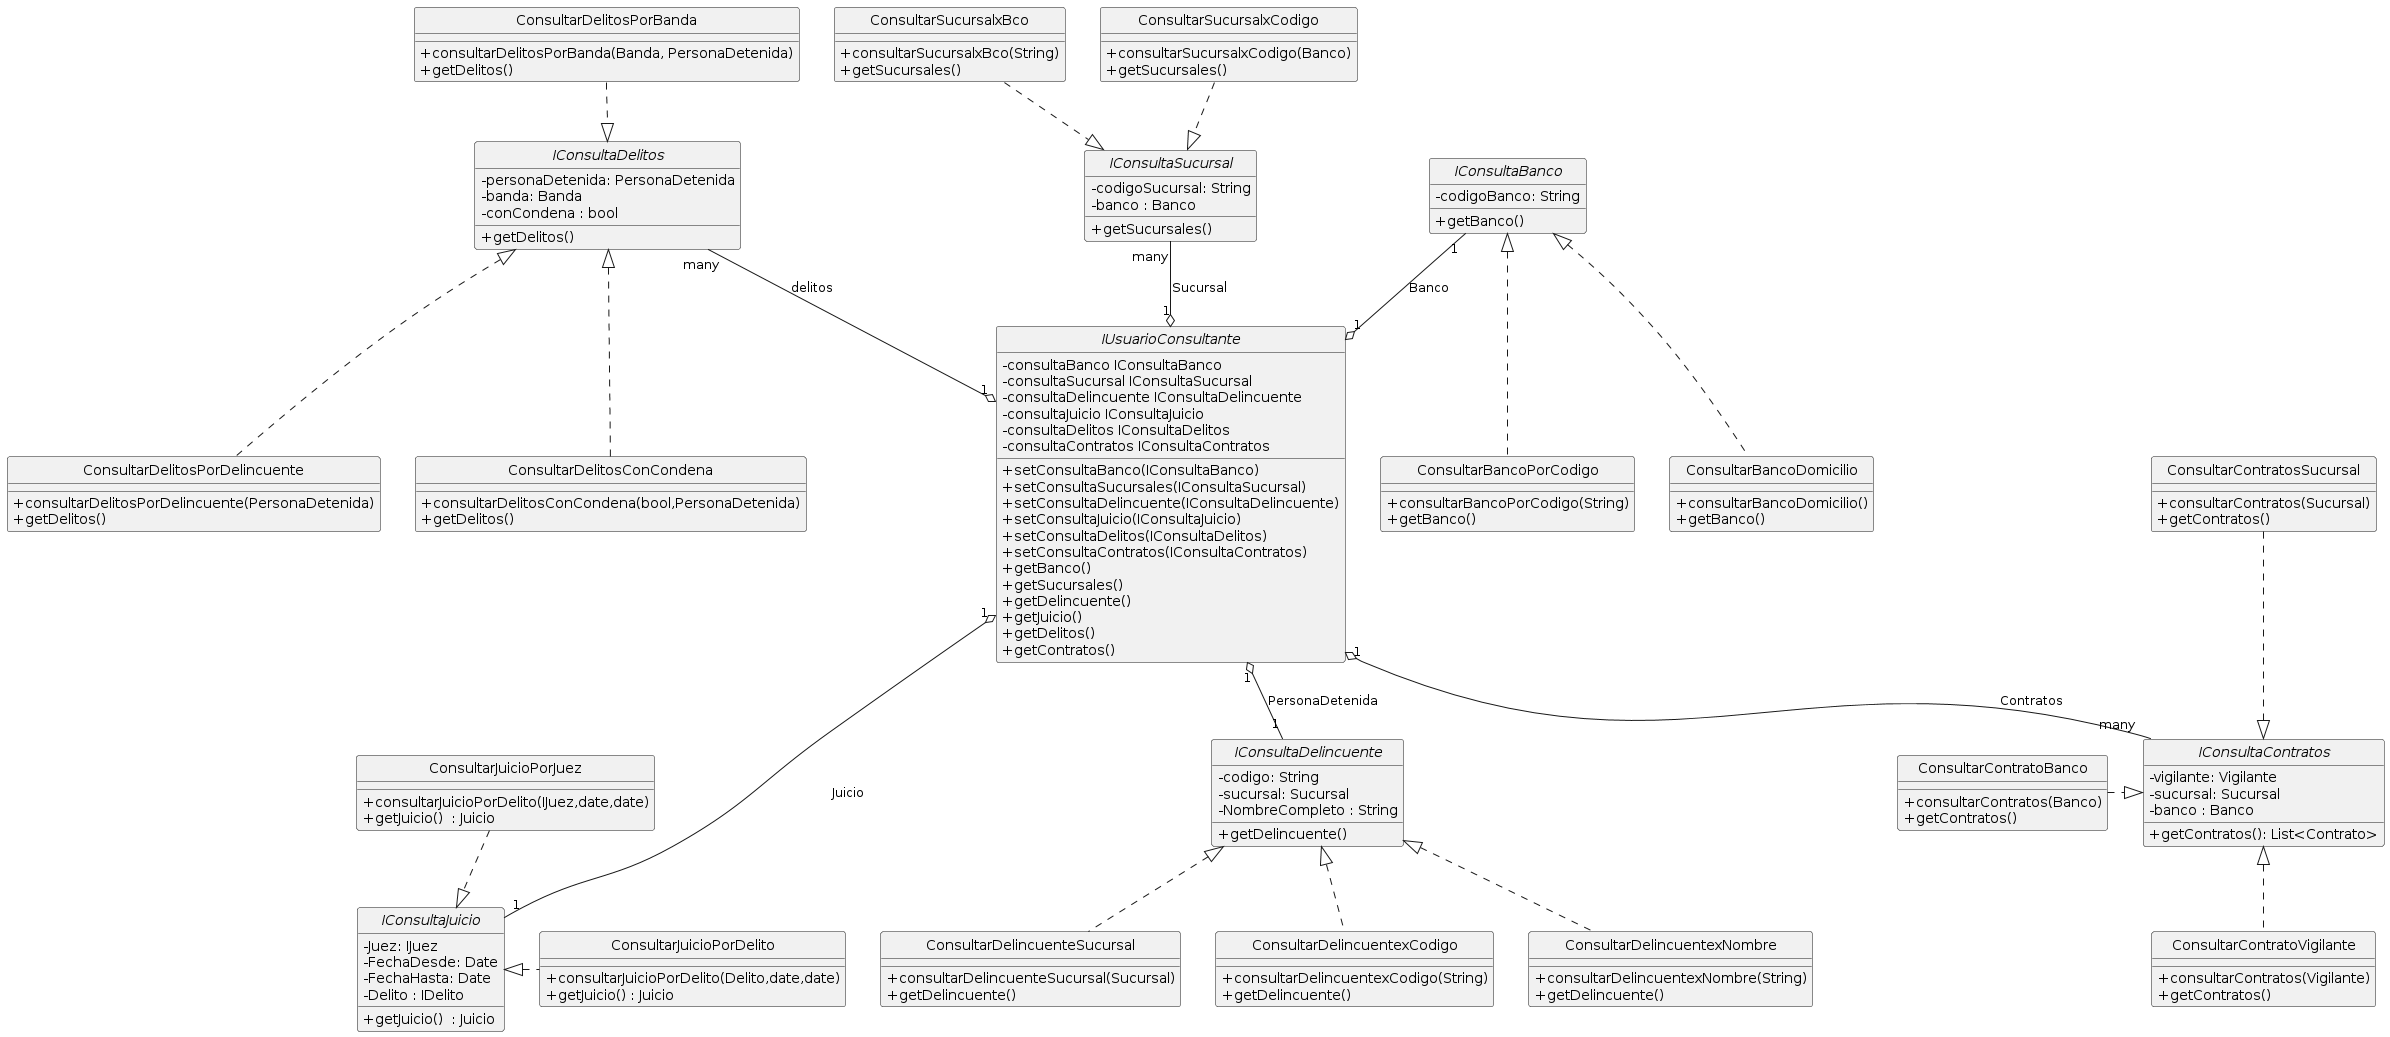 ConsultarDelitosPorBanda
+consultarDelitosPorBanda(Banda, PersonaDetenida)
+getDelitos()
ConsultarSucursalxBco
+consultarSucursalxBco(String)
+getSucursales()
ConsultarSucursalxCodigo
+consultarSucursalxCodigo(Banco)
+getSucursales()
IConsultaDelitos
-personaDetenida: PersonaDetenida
-banda: Banda
-conCondena : bool
+getDelitos()
IConsultaSucursal
-codigoSucursal: String
-banco : Banco
+getSucursales()
IConsultaBanco
-codigoBanco: String
+getBanco()
many
delitos
1
many
Sucursal
1
1
Banco
1
IUsuarioConsultante
-consultaBanco IConsultaBanco
-consultaSucursal IConsultaSucursal
-consultaDelincuente IConsultaDelincuente
-consultaJuicio IConsultaJuicio
-consultaDelitos IConsultaDelitos
-consultaContratos IConsultaContratos
+setConsultaBanco(IConsultaBanco)
+setConsultaSucursales(IConsultaSucursal)
+setConsultaDelincuente(IConsultaDelincuente)
+setConsultaJuicio(IConsultaJuicio)
+setConsultaDelitos(IConsultaDelitos)
+setConsultaContratos(IConsultaContratos)
+getBanco()
+getSucursales()
+getDelincuente()
+getJuicio()
+getDelitos()
+getContratos()
ConsultarDelitosPorDelincuente
+consultarDelitosPorDelincuente(PersonaDetenida)
+getDelitos()
ConsultarDelitosConCondena
+consultarDelitosConCondena(bool,PersonaDetenida)
+getDelitos()
ConsultarBancoPorCodigo
+consultarBancoPorCodigo(String)
+getBanco()
ConsultarBancoDomicilio
+consultarBancoDomicilio()
+getBanco()
ConsultarContratosSucursal
+consultarContratos(Sucursal)
+getContratos()
1
Juicio
1
1
PersonaDetenida
1
1
Contratos
many
ConsultarJuicioPorJuez
+consultarJuicioPorDelito(IJuez,date,date)
+getJuicio()  : Juicio
IConsultaDelincuente
-codigo: String
-sucursal: Sucursal
-NombreCompleto : String
+getDelincuente()
ConsultarContratoBanco
+consultarContratos(Banco)
+getContratos()
IConsultaContratos
-vigilante: Vigilante
-sucursal: Sucursal
-banco : Banco
+getContratos(): List<Contrato>
IConsultaJuicio
-Juez: IJuez
-FechaDesde: Date
-FechaHasta: Date
-Delito : IDelito
+getJuicio()  : Juicio
ConsultarJuicioPorDelito
+consultarJuicioPorDelito(Delito,date,date)
+getJuicio() : Juicio
ConsultarDelincuenteSucursal
+consultarDelincuenteSucursal(Sucursal)
+getDelincuente()
ConsultarDelincuentexCodigo
+consultarDelincuentexCodigo(String)
+getDelincuente()
ConsultarDelincuentexNombre
+consultarDelincuentexNombre(String)
+getDelincuente()
ConsultarContratoVigilante
+consultarContratos(Vigilante)
+getContratos()